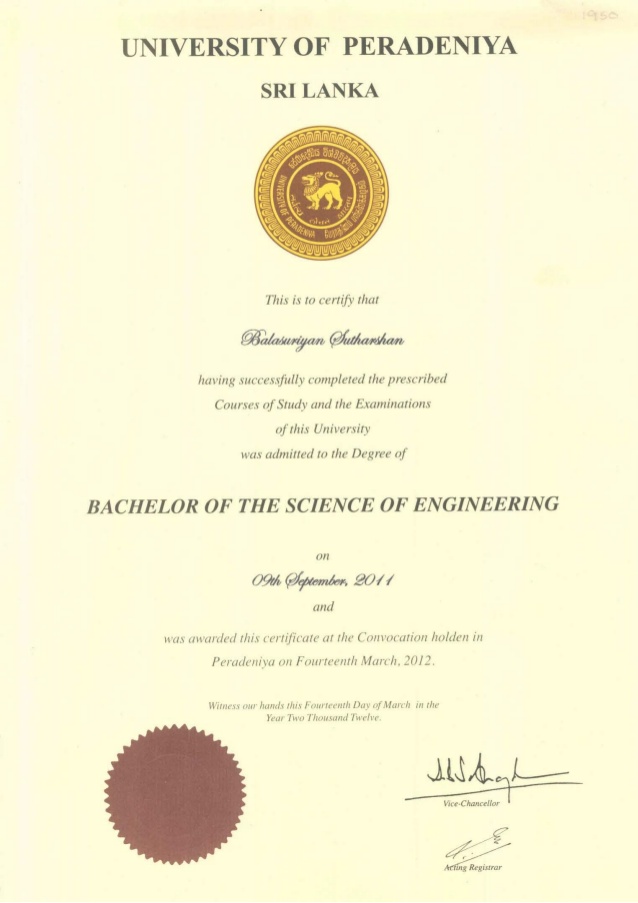 1950
UNIVERSITY OF PERADENIYA
SRI LANKA
UNIVERSITY OF PERADENIYA
This is to certify that
Balasuriyan Sutharshan
having successfully completed the prescribed
Courses of Study and the Examinations
of this University
was admitted to the Degree of
BACHELOR OF THE SCIENCE OF ENGINEERING
on
09th September, 2011
and
was awarded this certificate at the Convocation holden in
Peradeniya on Fourteenth March, 2012.
Witness our hands this Fourteenth Day of March in the
Year Two Thousand Twelve.
Vice-Chancellor
Acting Registrar